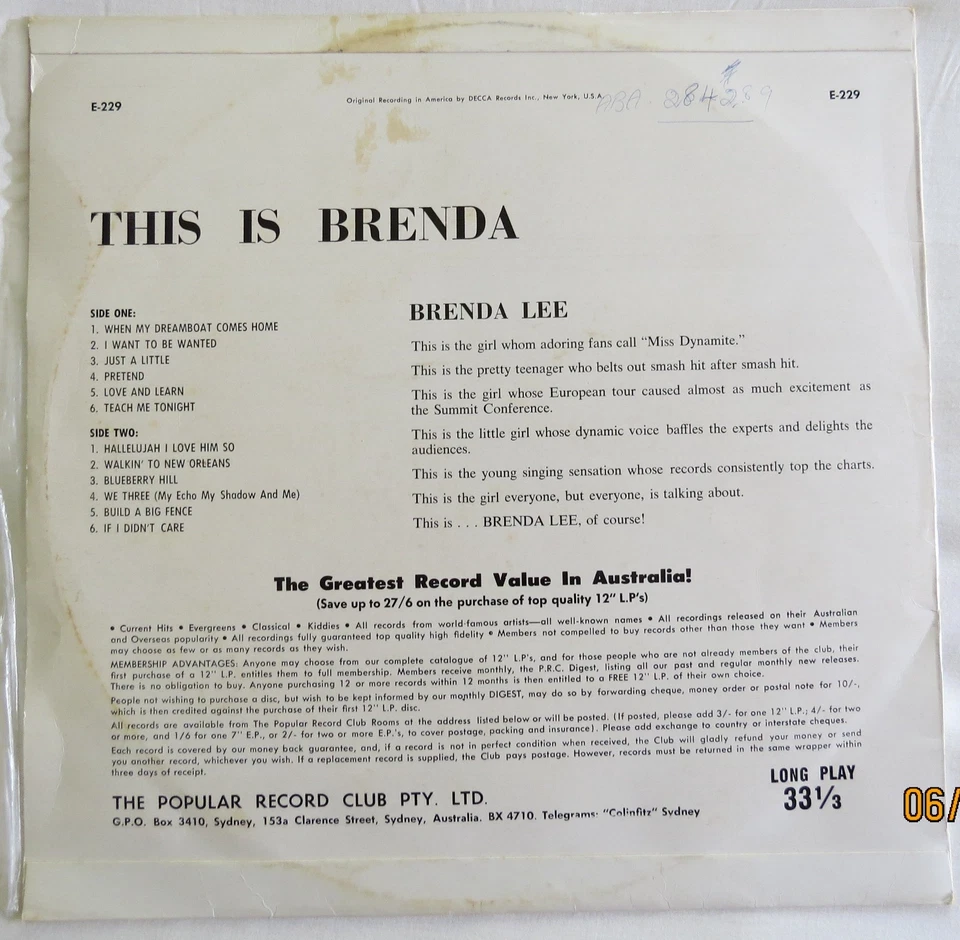 E-229
Original Recording in America by DECCA Records Inc., New York, U.S.A.
E-229
THIS IS BRENDA
SIDE ONE:
1. WHEN MY DREAMBOAT COMES HOME
2. I WANT TO BE WANTED
3. JUST A LITTLE
4. PRETEND
5. LOVE AND LEARN
6. TEACH ME TONIGHT
SIDE TWO:
1. HALLELUJAH I LOVE HIM SO
2. WALKIN' TO NEW ORLEANS
3. BLUEBERRY HILL
4. WE THREE (My Echo My Shadow And Me)
5. BUILD A BIG FENCE
6. IF I DIDN'T CARE
BRENDA LEE
This is the girl whom adoring fans call "Miss Dynamite."
This is the pretty teenager who belts out smash hit after smash hit.
This is the girl whose European tour caused almost as much excitement as
the Summit Conference.
This is the little girl whose dynamic voice baffles the experts and delights the
audiences.
This is the young singing sensation whose records consistently top the charts.
This is the girl everyone, but everyone, is talking about.
This is . . . BRENDA LEE, of course!
The Greatest Record Value In Australia!
(Save up to 27/6 on the purchase of top quality 12" L.P's)
• Current Hits • Evergreens • Classical • Kiddies • All records from world-famous artists—all well-known names • All recordings released on their Australian
and Overseas popularity • All recordings fully guaranteed top quality high fidelity • Members not compelled to buy records other than those they want • Members
may choose as few or as many records as they wish.
MEMBERSHIP ADVANTAGES: Anyone may choose from our complete catalogue of 12" L.P's, and for those people who are not already members of the club, their
first purchase of a 12" L.P. entitles them to full membership. Members receive monthly, the P.R.C. Digest, listing all our past and regular monthly new releases.
There is no obligation to buy. Anyone purchasing 12 or more records within 12 months is then entitled to a FREE 12" L.P. of their own choice.
People not wishing to purchase a disc, but wish to be kept informed by our monthly DIGEST, may do so by forwarding cheque, money order or postal note for 10/-,
which is then credited against the purchase of their first 12" L.P. disc.
All records are available from The Popular Record Club Rooms at the address listed below or will be posted. (If posted, please add 3/- for one 12" L.P.; 4/- for two
or more, and 1/6 for one 7" E.P., or 2/- for two or more E.P.'s, to cover postage, packing and insurance). Please add exchange to country or interstate cheques.
Each record is covered by our money back guarantee, and, if a record is not in perfect condition when received, the Club will gladly refund your money or send
you another record, whichever you wish. If a replacement record is supplied, the Club pays postage. However, records must be returned in the same wrapper within
three days of receipt.
THE POPULAR RECORD CLUB PTY. LTD.
G.P.O. Box 3410, Sydney, 153a Clarence Street, Sydney, Australia. BX 4710. Telegrams: "Colinfitz" Sydney
LONG PLAY
33⅓
06/